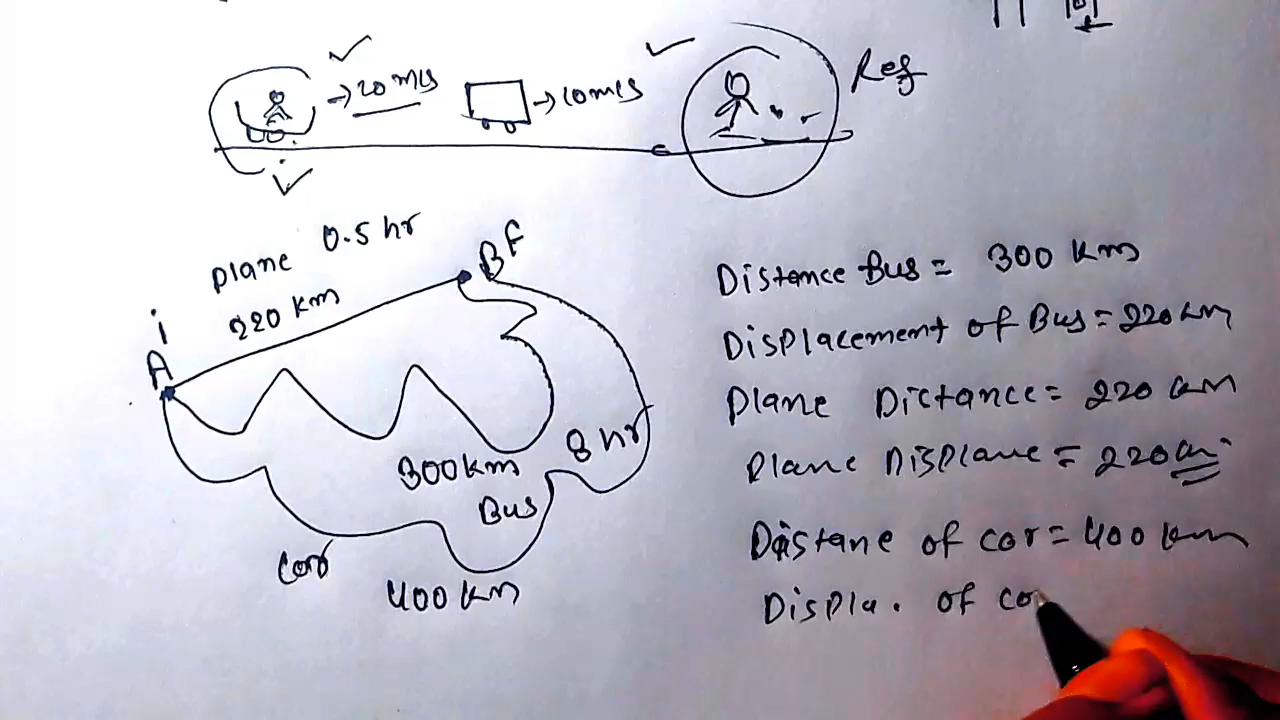 →20 m/s
→10 m/s
Ref
Plane 0.5 hr
220 km
i
A
B F
300 km
Bus
8 hr
Car
400 km
Distance Bus = 300 km
Displacement of Bus = 220 km
Plane Distance = 220 km
Plane Displane = 220 km
Distane of car = 400 km
Displa. of co